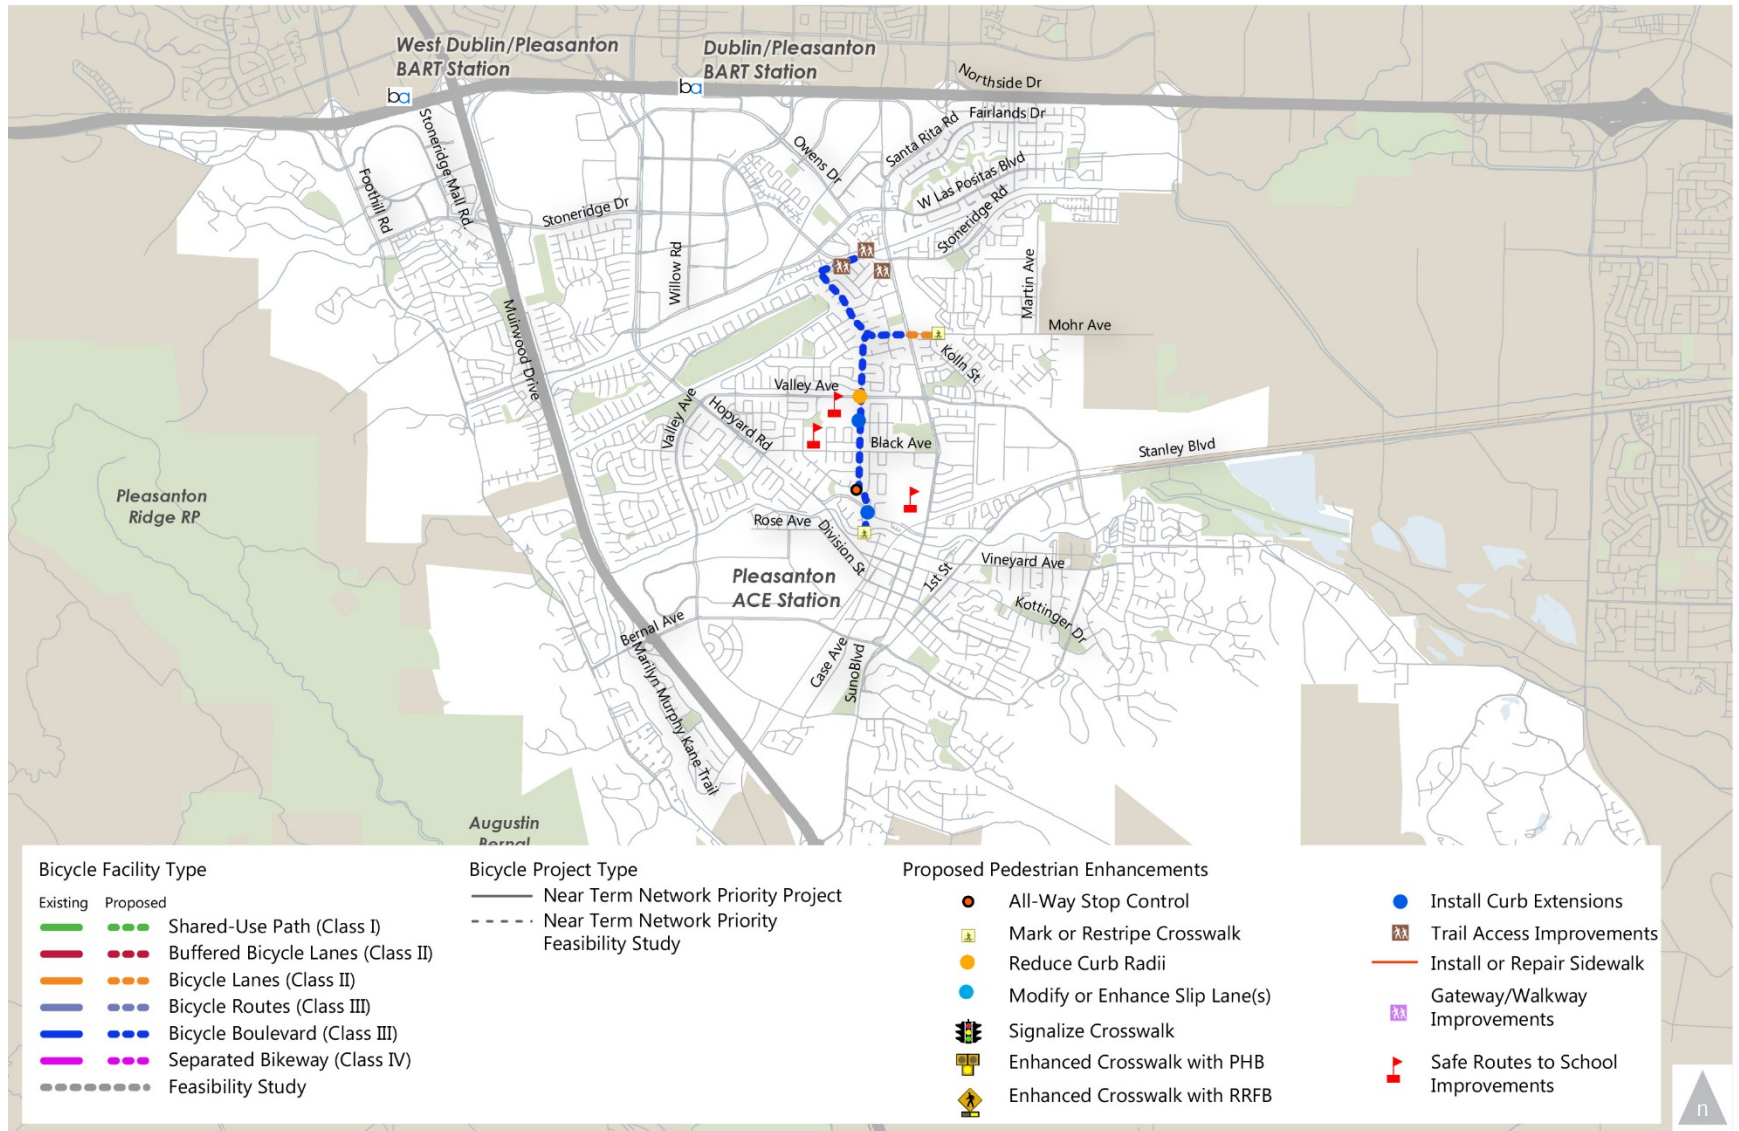 West Dublin/Pleasanton
BART Station
Dublin/Pleasanton
BART Station
ba
ba
Northside Dr
Fairlands Dr
Santa Rita Rd
Owens Dr
W Las Positas Blvd
Stoneridge Rd
Stoneridge Mall Rd.
Foothill Rd
Stoneridge Dr
Willow Rd
Martin Ave
Mohr Ave
Kolln St
Muirwood Drive
Valley Ave
Valley Ave
Hopyard Rd
Black Ave
Stanley Blvd
Pleasanton
Ridge RP
Rose Ave
Division St
Vineyard Ave
1st St
Pleasanton
ACE Station
Kottinger Dr
Bernal Ave
Case Ave
SunoBlvd
Marilyn Murphy Kane Trail
Augustin
Bernal
Bicycle Facility Type
Existing Proposed
Shared-Use Path (Class I)
Buffered Bicycle Lanes (Class II)
Bicycle Lanes (Class II)
Bicycle Routes (Class III)
Bicycle Boulevard (Class III)
Separated Bikeway (Class IV)
Feasibility Study
Bicycle Project Type
Near Term Network Priority Project
Near Term Network Priority
Feasibility Study
Proposed Pedestrian Enhancements
All-Way Stop Control
Mark or Restripe Crosswalk
Reduce Curb Radii
Modify or Enhance Slip Lane(s)
Signalize Crosswalk
Enhanced Crosswalk with PHB
Enhanced Crosswalk with RRFB
Install Curb Extensions
Trail Access Improvements
Install or Repair Sidewalk
Gateway/Walkway
Improvements
Safe Routes to School
Improvements
n